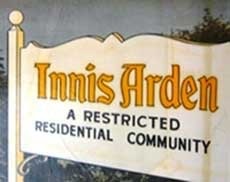 Innis Arden
A RESTRICTED
RESIDENTIAL COMMUNITY